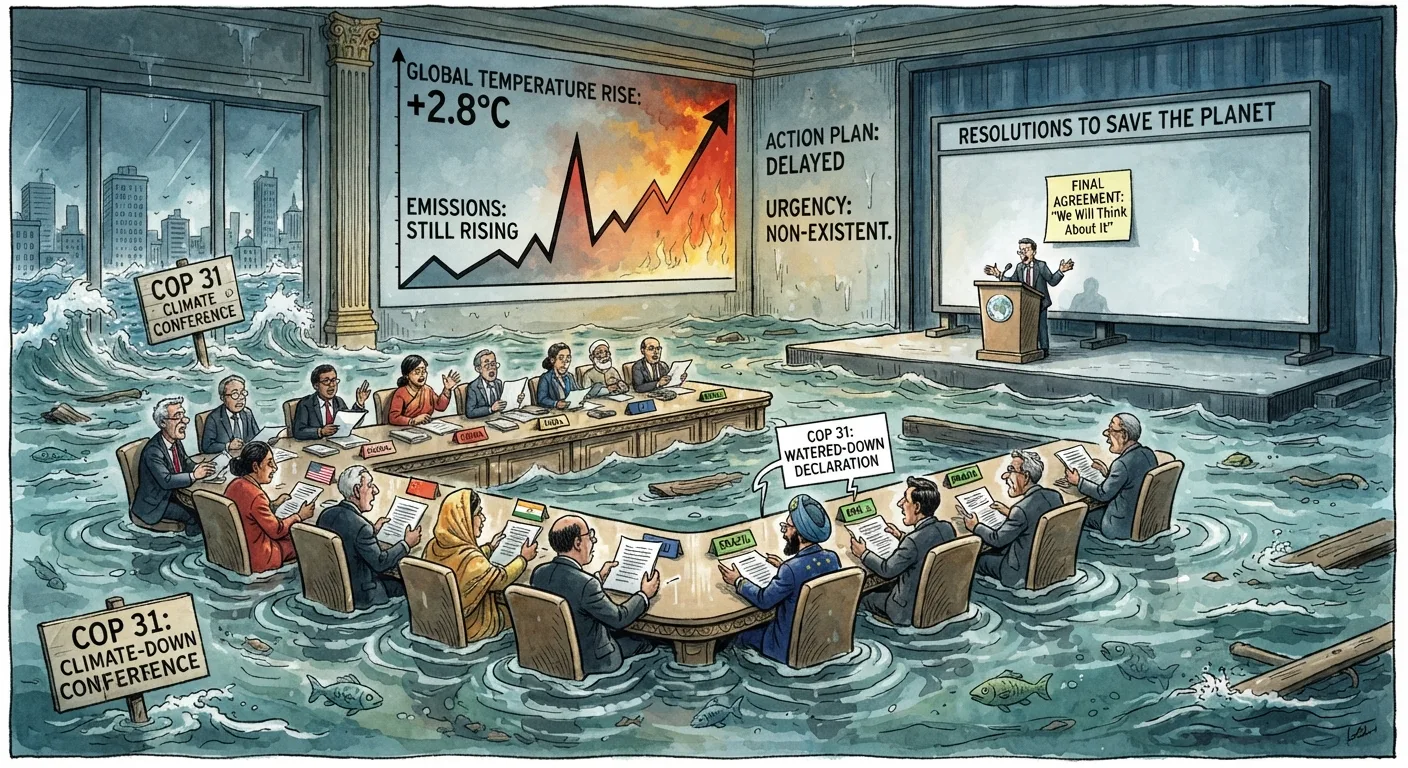 GLOBAL TEMPERATURE RISE:
+2.8°C
EMISSIONS:
STILL RISING
ACTION PLAN:
DELAYED
URGENCY:
NON-EXISTENT.
RESOLUTIONS TO SAVE THE PLANET
FINAL
AGREEMENT:
"We Will Think
About It"
COP 31
CLIMATE
CONFERENCE
COP 31:
WATERED-DOWN
DECLARATION
COP 31:
CLIMATE-DOWN
CONFERENCE